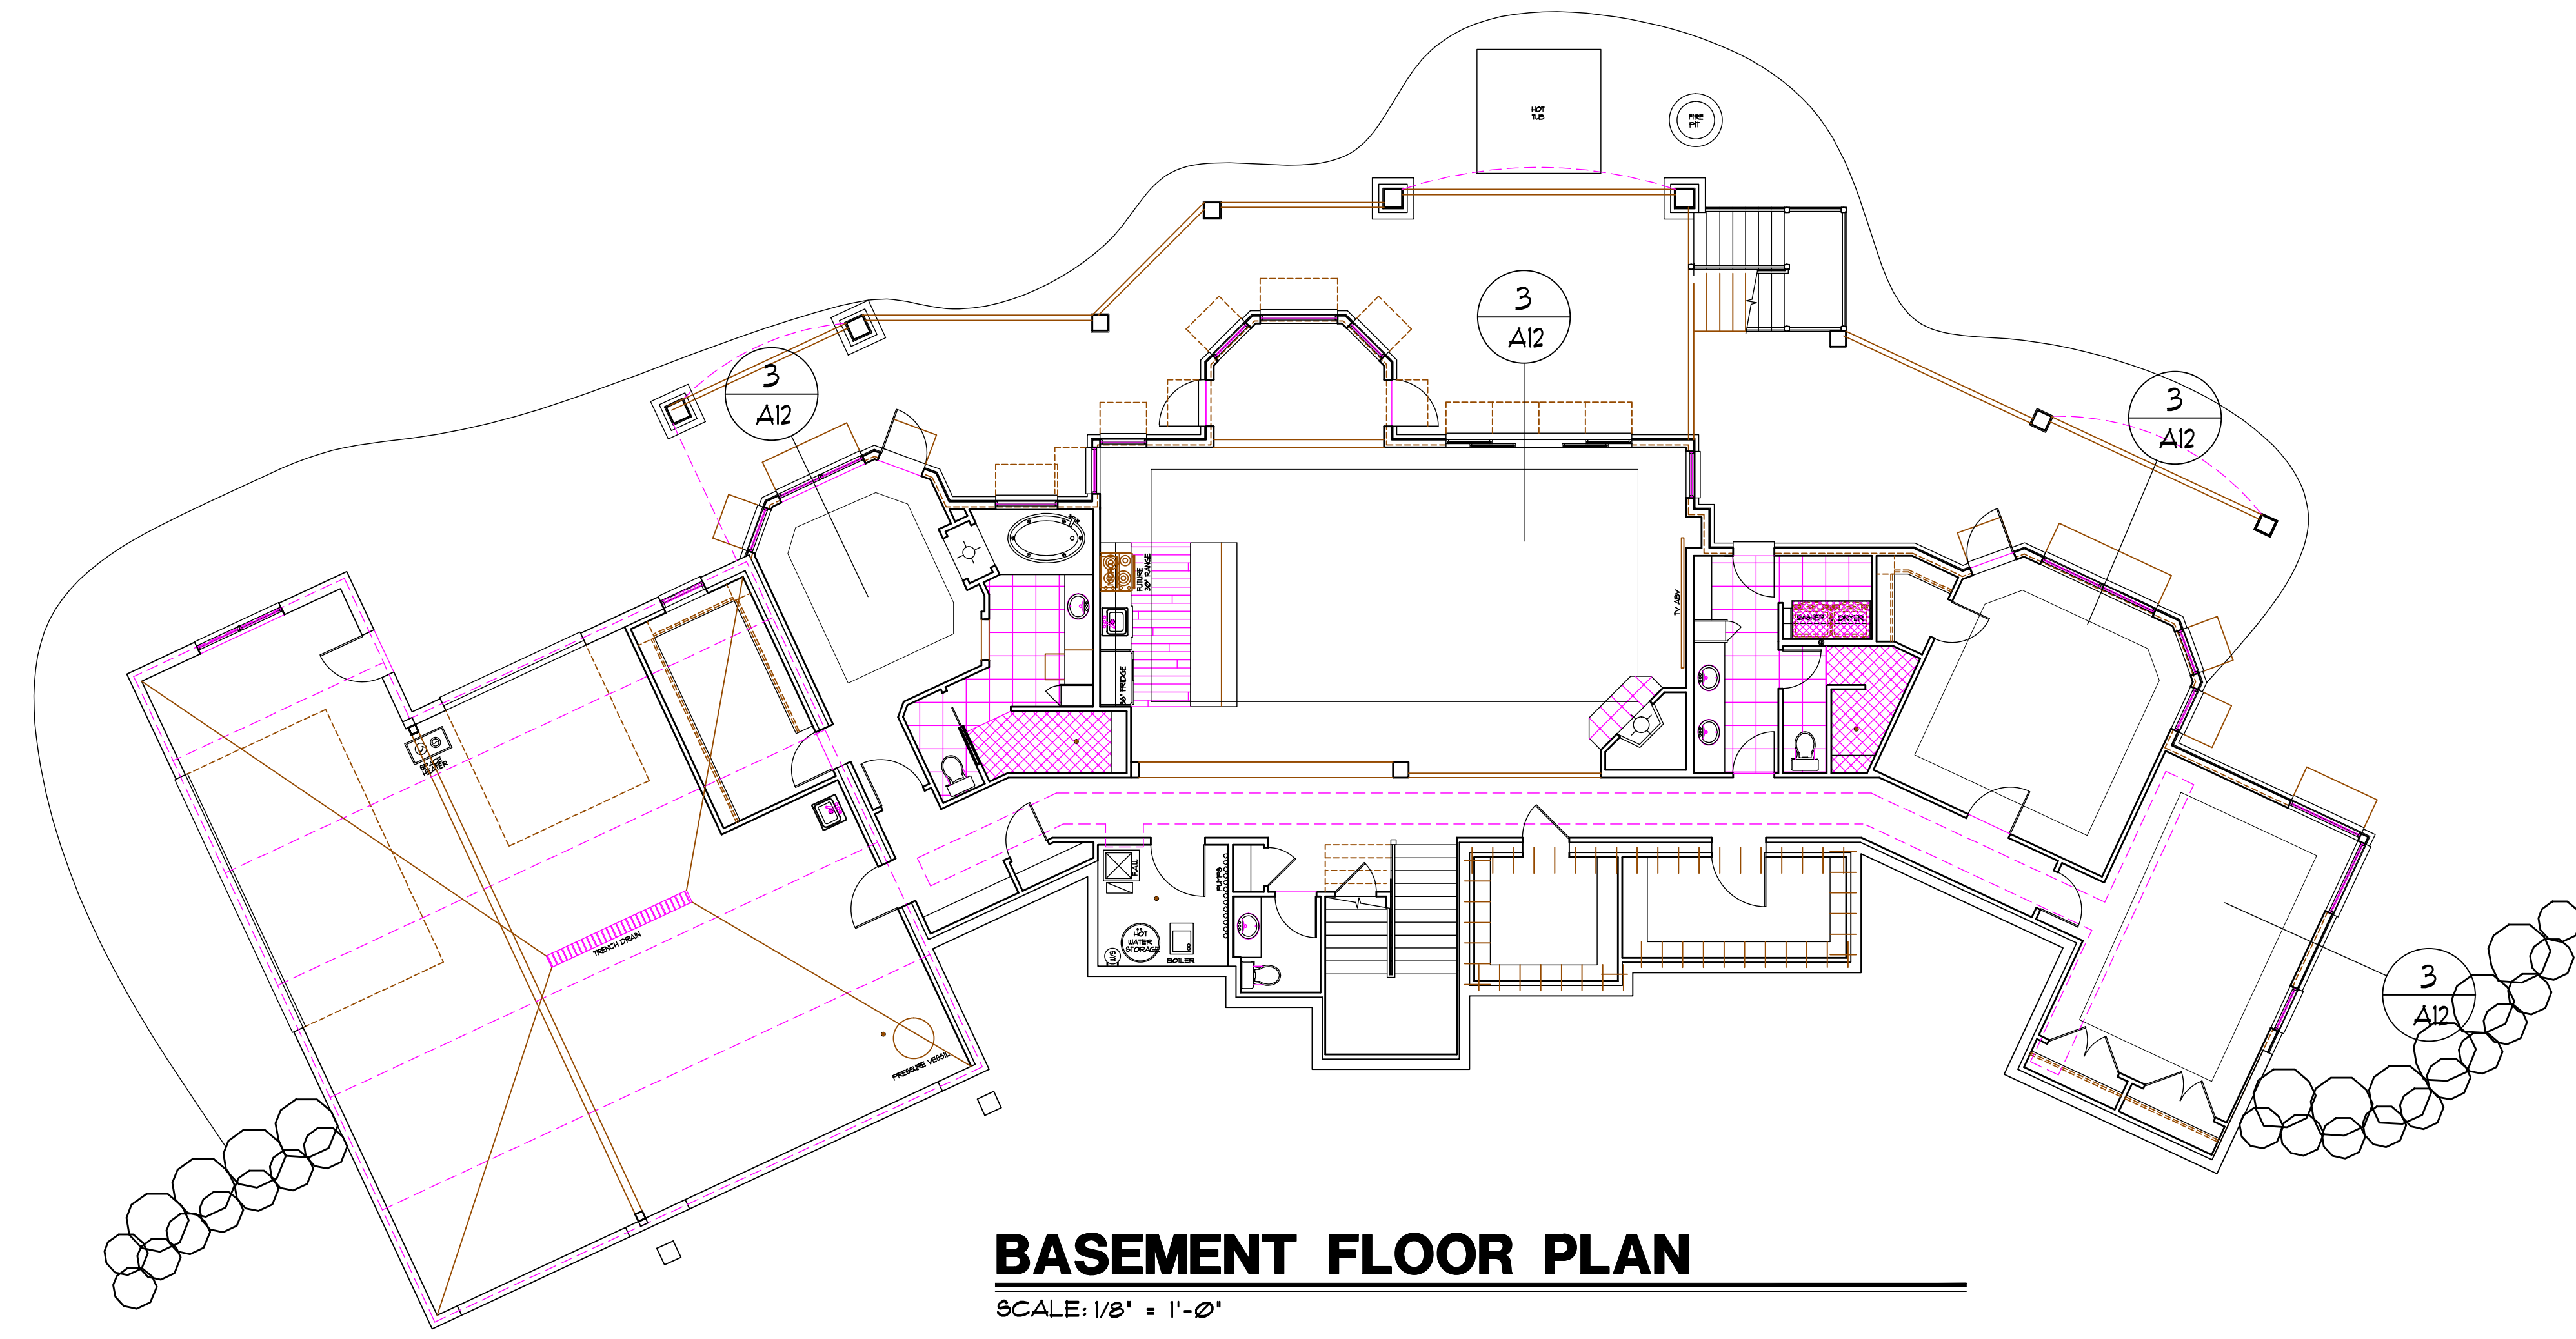 HOT
TUB
FIRE
PIT
3
A12
3
A12
3
A12
FUTURE
30" RANGE
TV ABV
WASHER
DRYER
36" FRIDGE
SPACE
HEATER
FAU
PUMPS
HOT
WATER
STORAGE
W/S
BOILER
TRENCH DRAIN
3
A12
PRESSURE VESSEL
BASEMENT FLOOR PLAN
SCALE: 1/8" = 1'-0"